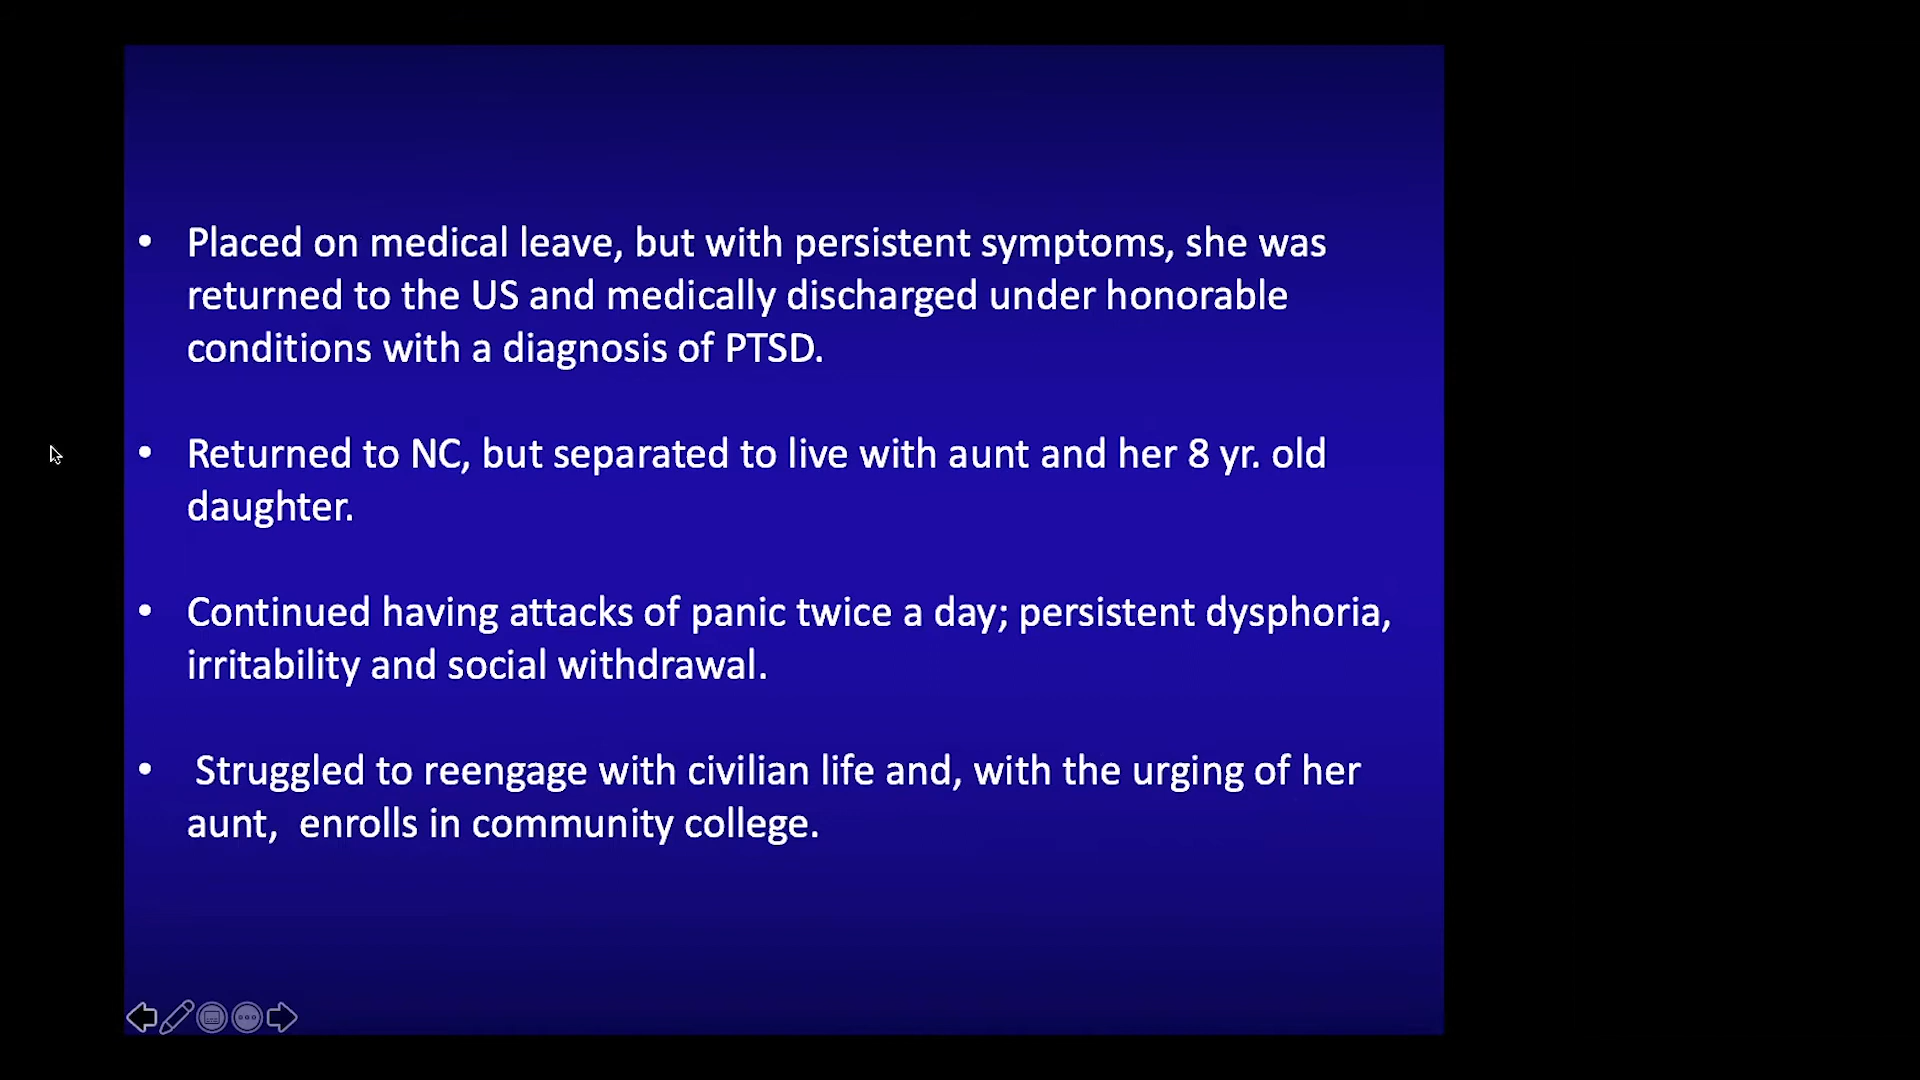 • Placed on medical leave, but with persistent symptoms, she was
returned to the US and medically discharged under honorable
conditions with a diagnosis of PTSD.
• Returned to NC, but separated to live with aunt and her 8 yr. old
daughter.
• Continued having attacks of panic twice a day; persistent dysphoria,
irritability and social withdrawal.
• Struggled to reengage with civilian life and, with the urging of her
aunt,  enrolls in community college.